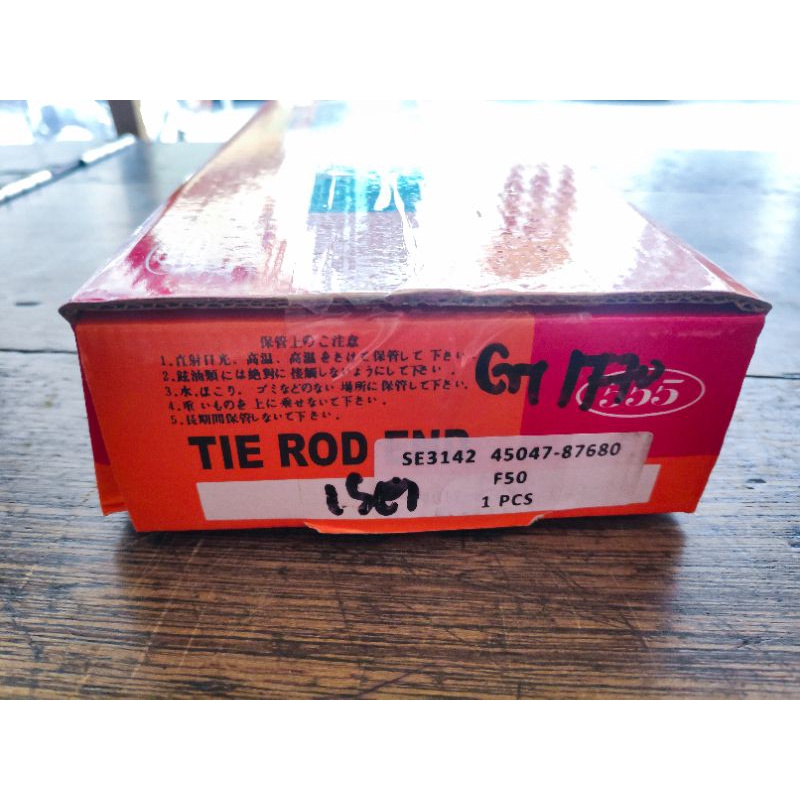 保管上のご注意
1.直射日光、高温、高湿をさけて保管して下さい。
2.鉱油類には絶対に接触しないようにして下さい。
3.水、ほこり、ゴミなどのない場所に保管して下さい。
4.重いものを上に乗せないで下さい。
5.長期間保管しないで下さい。
555
TIE ROD END
SE3142 45047-87680
F50
1 PCS
1 SET